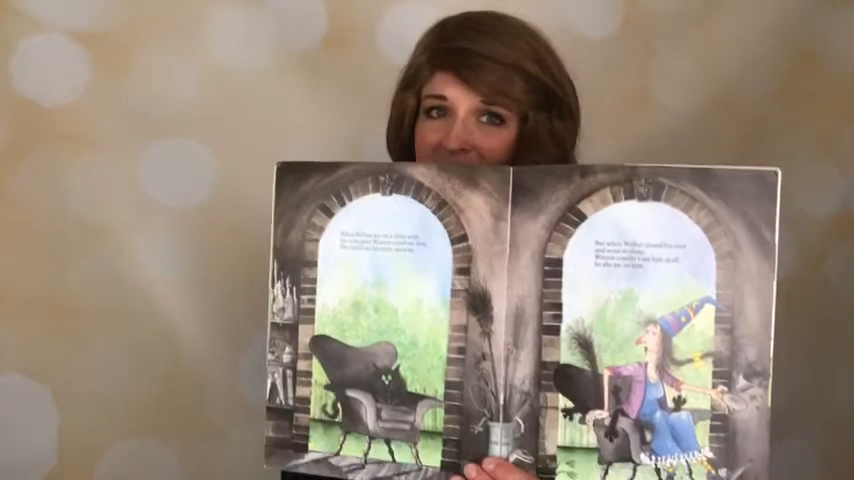 When Wilbur sat on a chair with
his eyes open, Winnie could see him.
She could see his eyes, anyway.
But when Wilbur closed his eyes
and went to sleep,
Winnie couldn't see him at all.
So she sat on him.